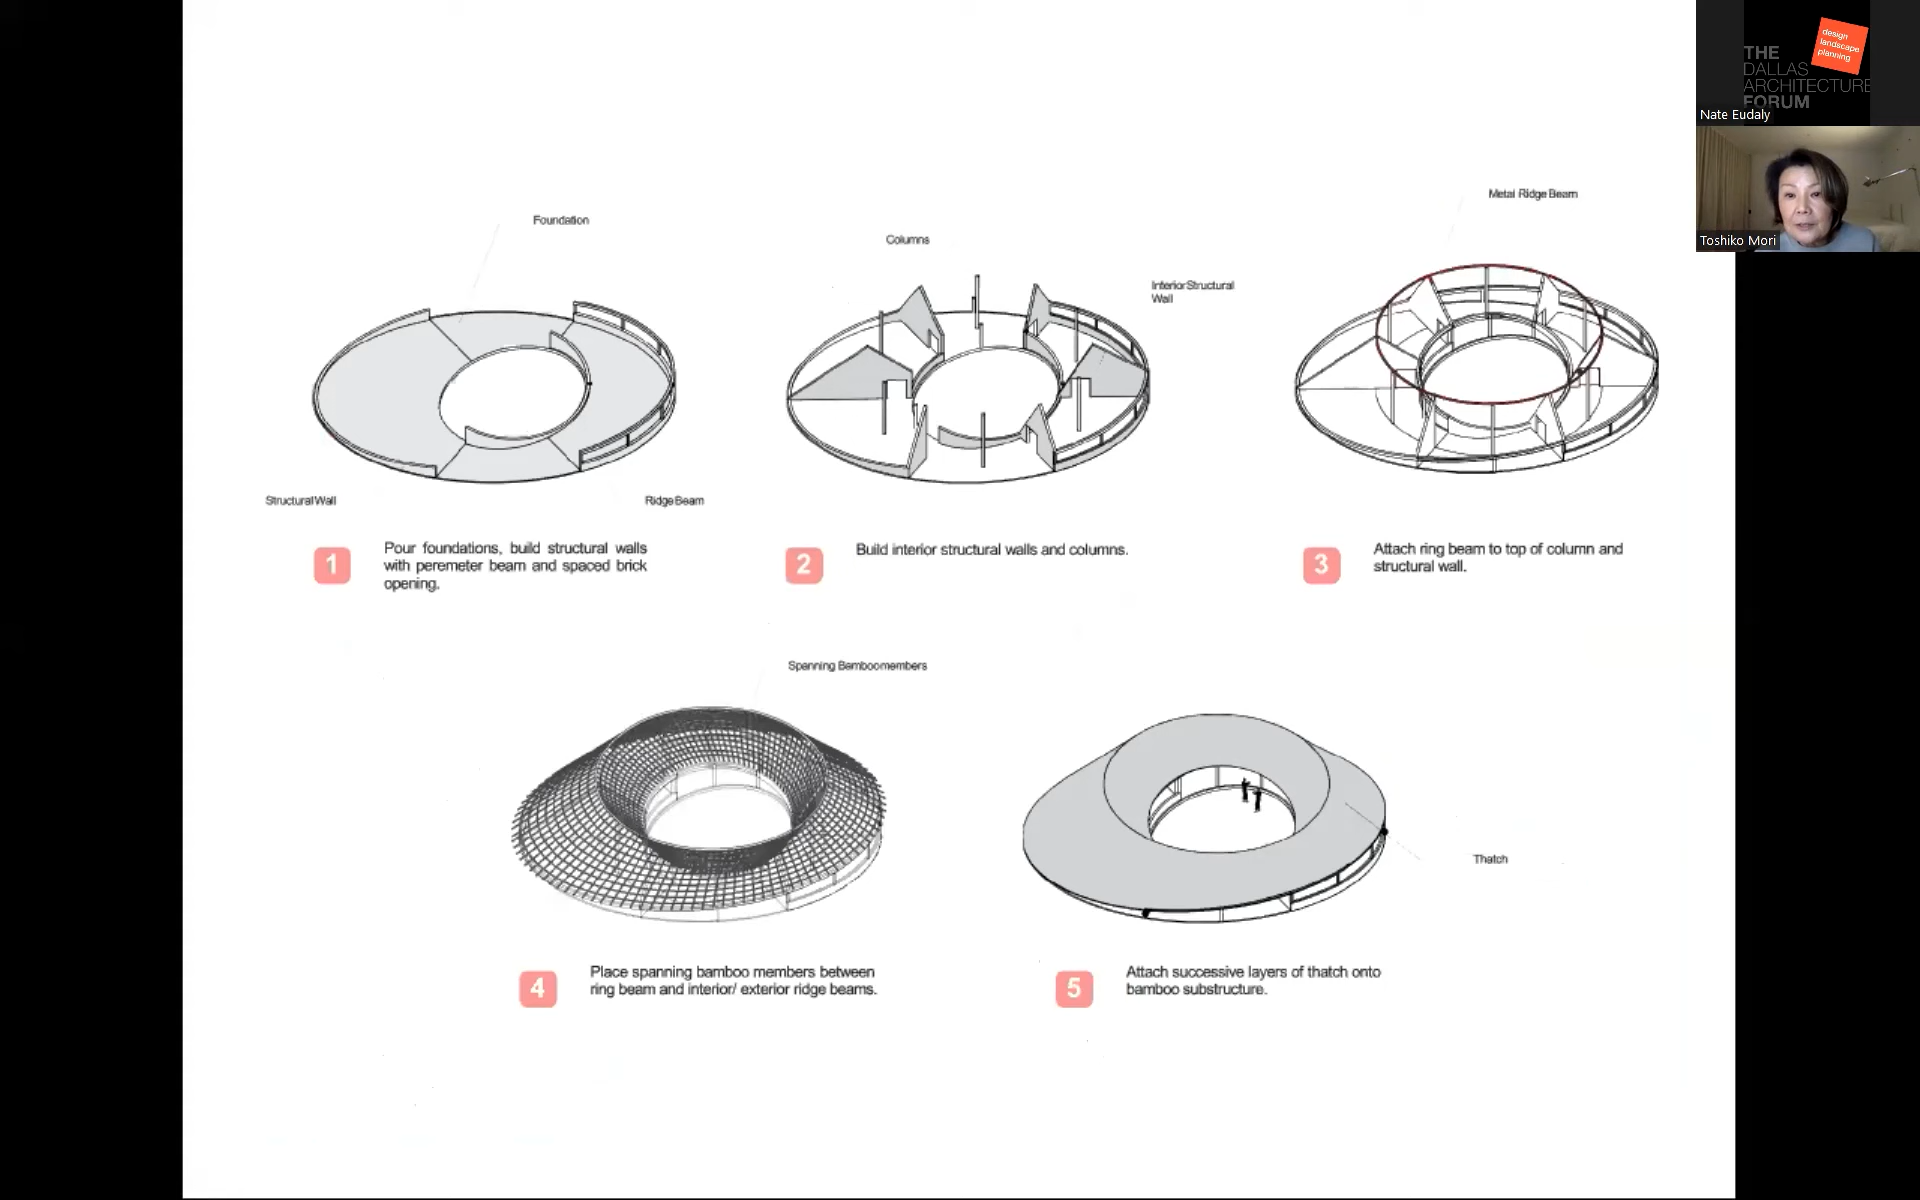 design
landscape
planning
THE
DALLAS
ARCHITECTURE
FORUM
Nate Eudaly
Toshiko Mori
Foundation
Structural Wall
Ridge Beam
1
Pour foundations, build structural walls
with peremeter beam and spaced brick
opening.
Columns
Interior Structural
Wall
2
Build interior structural walls and columns.
Metal Ridge Beam
3
Attach ring beam to top of column and
structural wall.
Spanning Bamboo members
4
Place spanning bamboo members between
ring beam and interior/ exterior ridge beams.
Thatch
5
Attach successive layers of thatch onto
bamboo substructure.